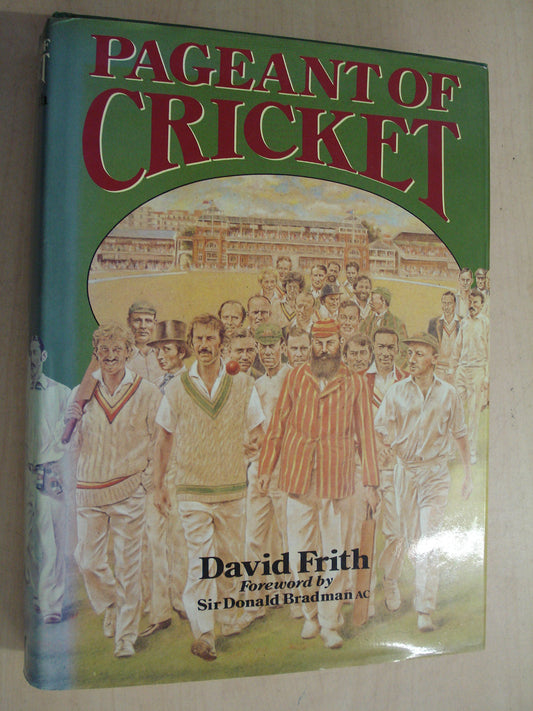 PAGEANT OF
CRICKET
David Frith
Foreword by
Sir Donald Bradman AC